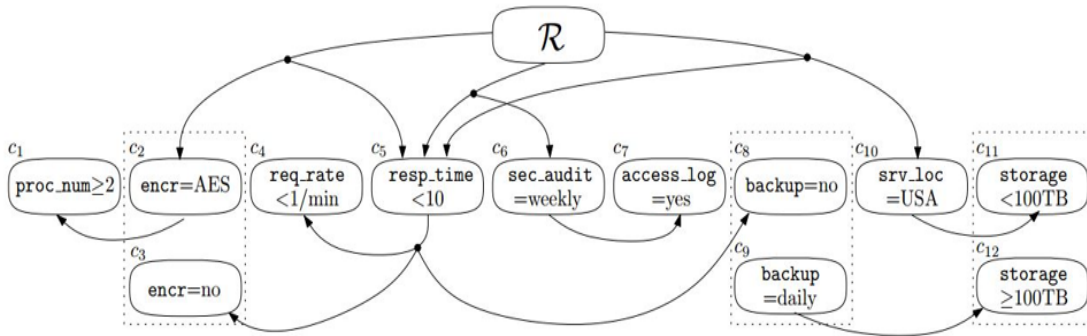 R
c1
c2
c4
c5
c6
c7
c8
c10
c11
proc_num≥2
encr=AES
req_rate
<1/min
resp_time
<10
sec_audit
=weekly
access_log
=yes
backup=no
srv_loc
=USA
storage
<100TB
c3
c9
c12
encr=no
backup
=daily
storage
≥100TB